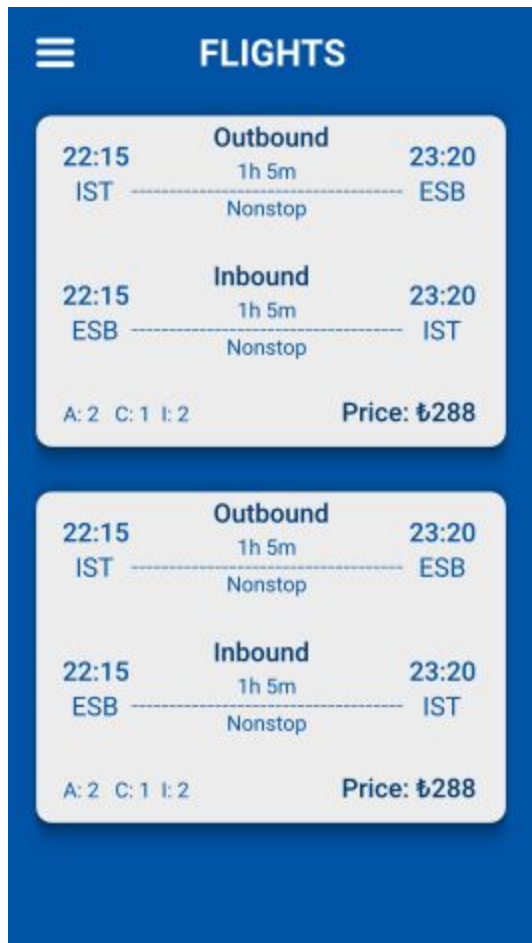 FLIGHTS
Outbound
22:15 1h 5m 23:20
IST ESB
Nonstop
Inbound
22:15 1h 5m 23:20
ESB IST
Nonstop
A: 2 C: 1 I: 2 Price: ₺288
Outbound
22:15 1h 5m 23:20
IST ESB
Nonstop
Inbound
22:15 1h 5m 23:20
ESB IST
Nonstop
A: 2 C: 1 I: 2 Price: ₺288